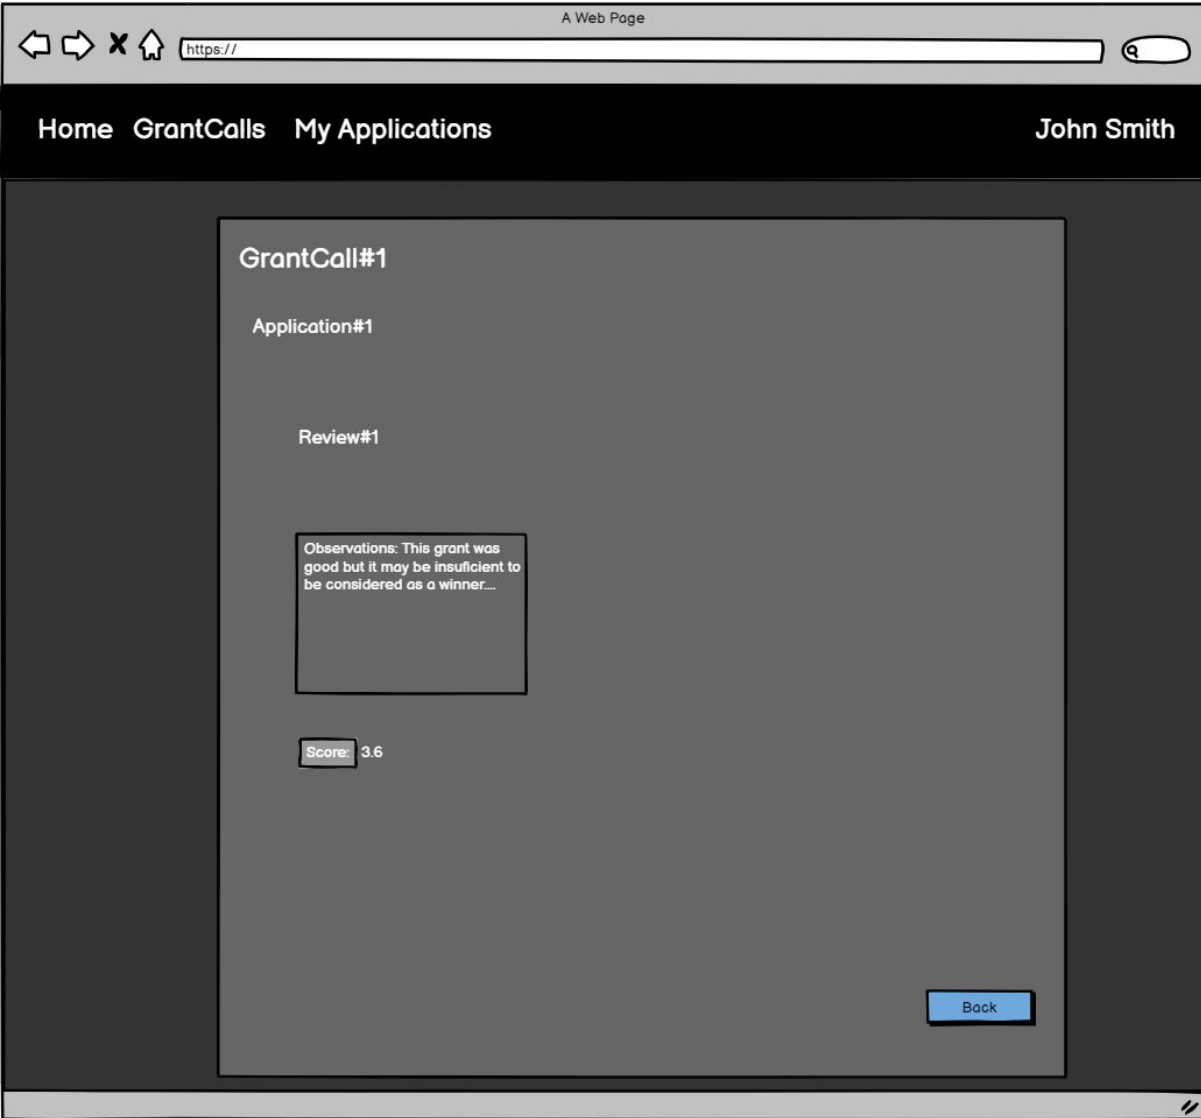 A Web Page
https://
Home GrantCalls My Applications John Smith
GrantCall#1
Application#1
Review#1
Observations: This grant was
good but it may be insuficient to
be considered as a winner....
Score: 3.6
Back